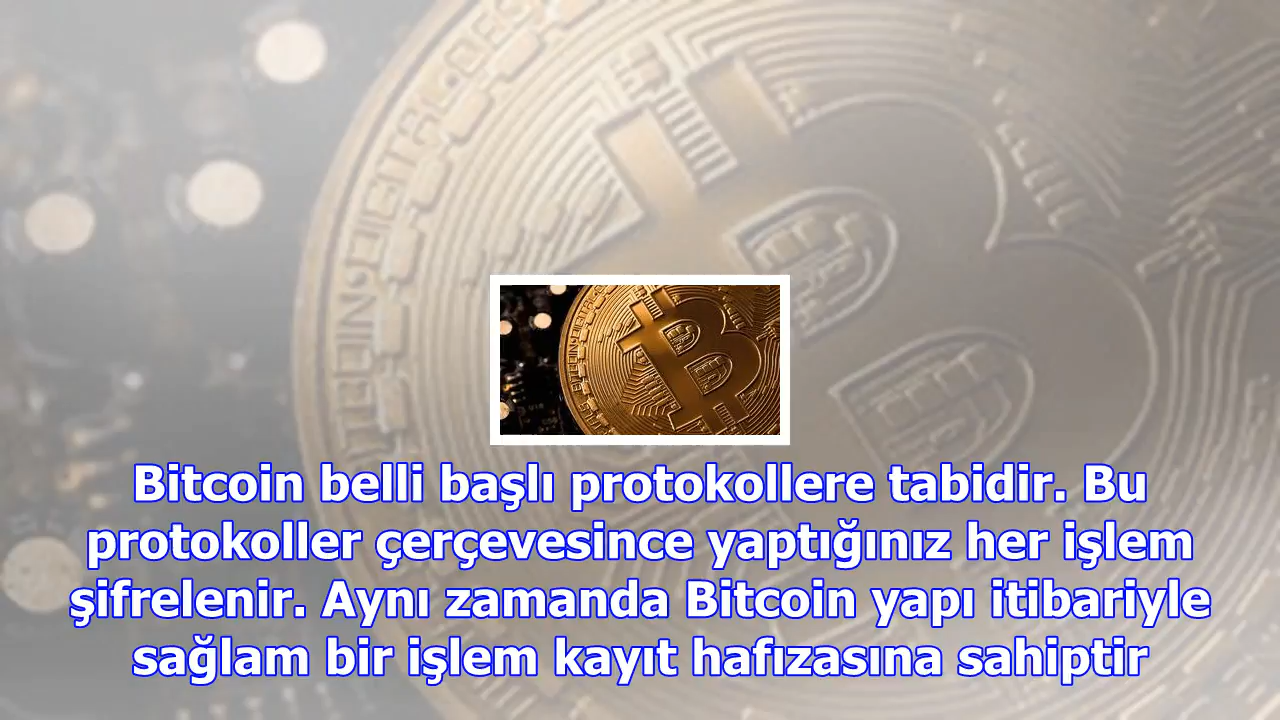 Bitcoin belli başlı protokollere tabidir. Bu
protokoller çerçevesince yaptığınız her işlem
şifrelenir. Aynı zamanda Bitcoin yapı itibariyle
sağlam bir işlem kayıt hafızasına sahiptir